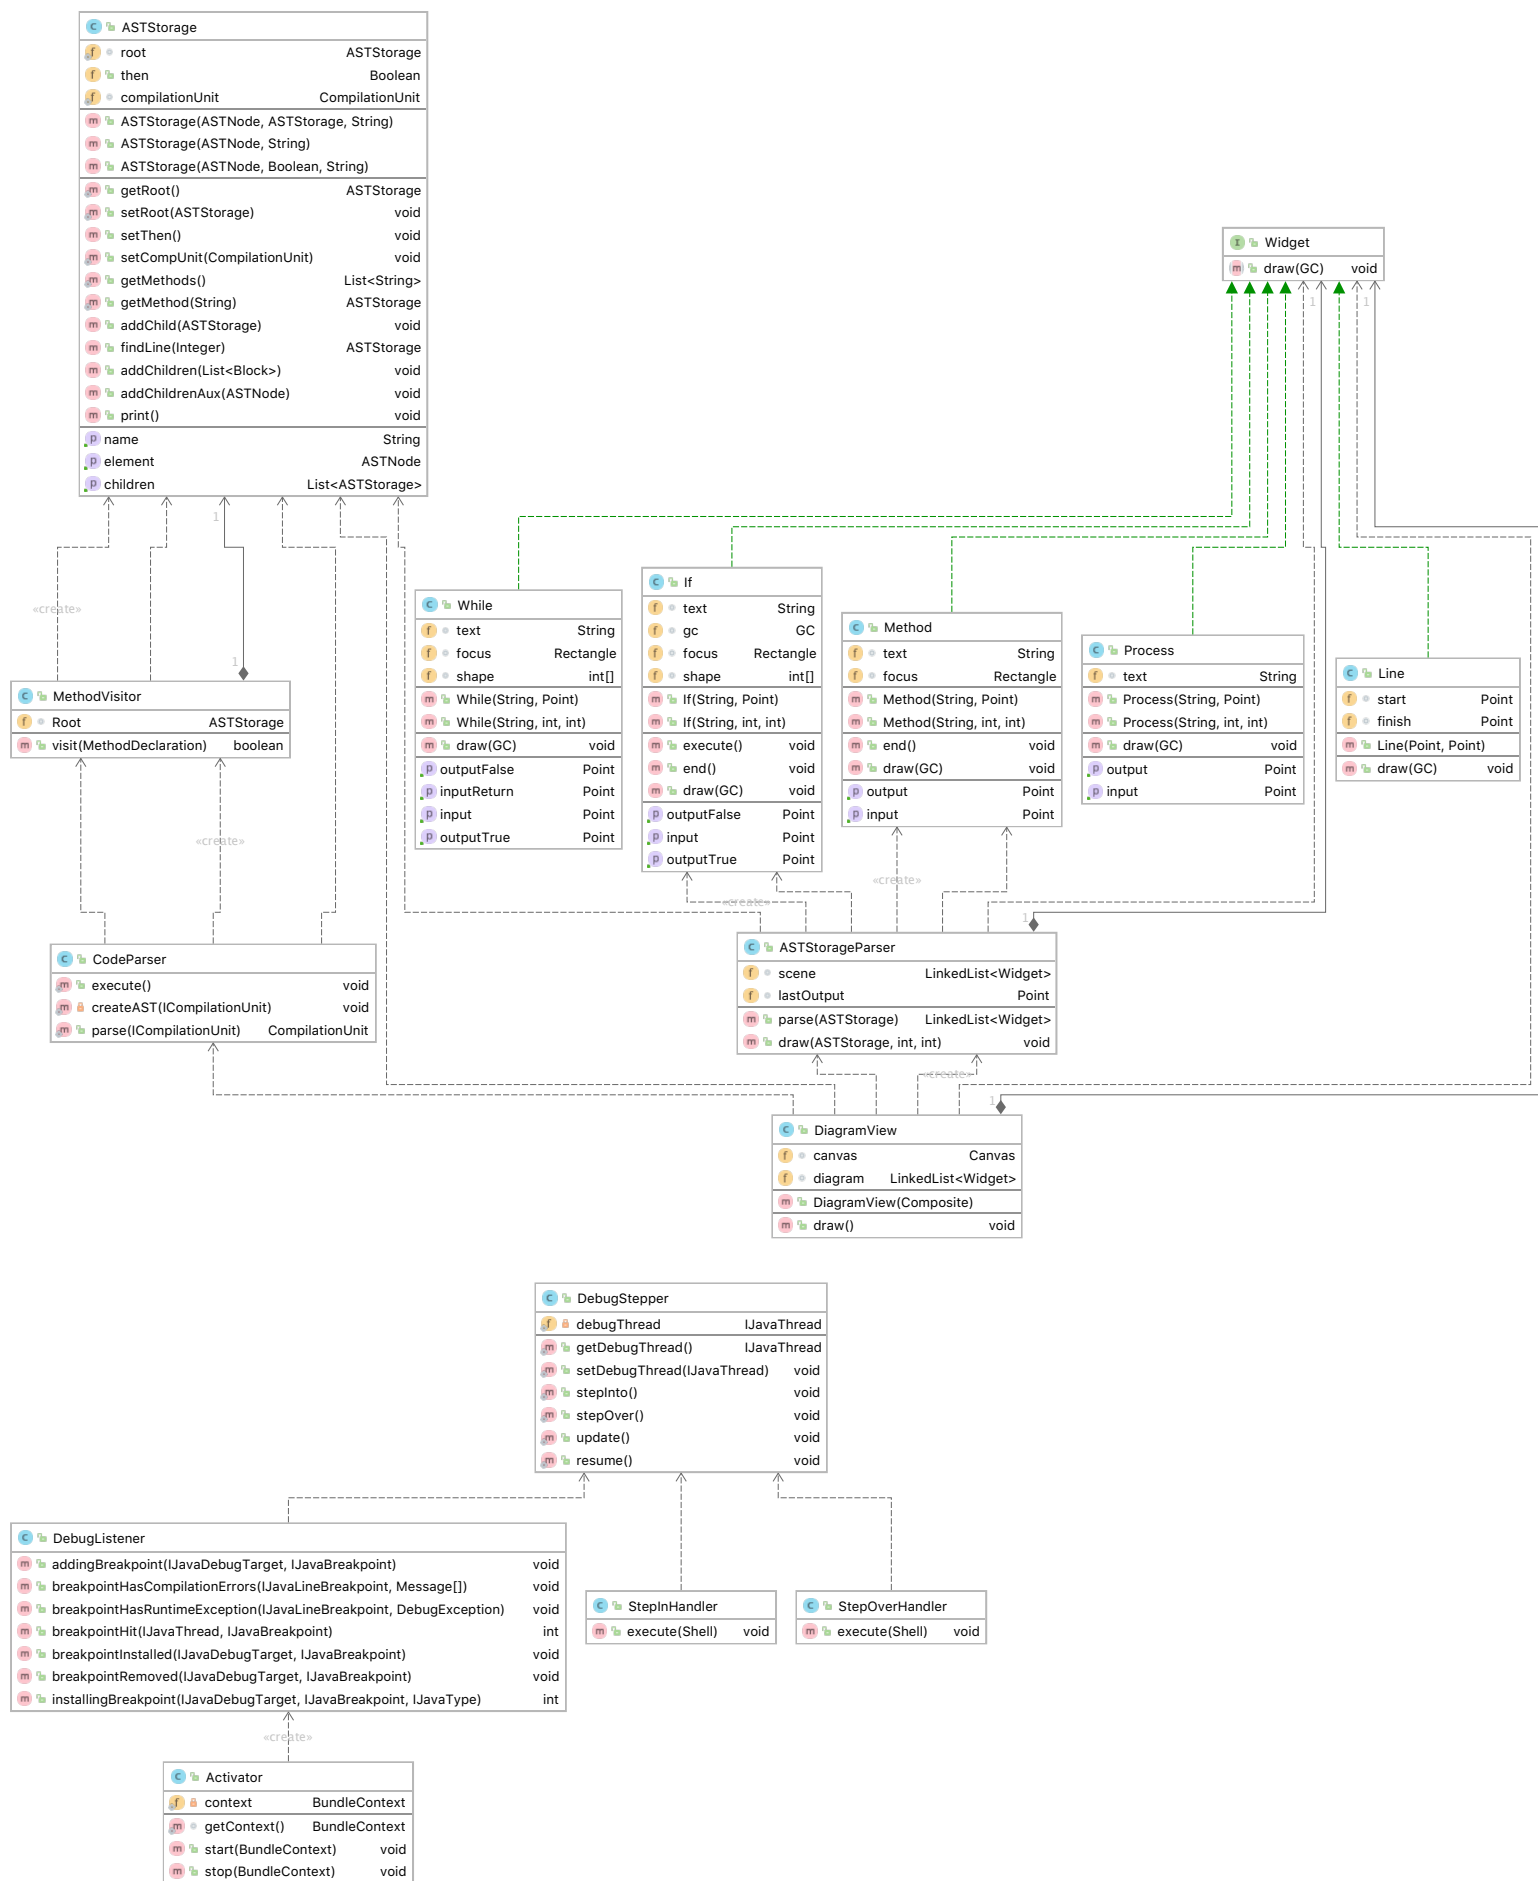 ASTStorage
root ASTStorage
then Boolean
compilationUnit CompilationUnit
ASTStorage(ASTNode, ASTStorage, String)
ASTStorage(ASTNode, String)
ASTStorage(ASTNode, Boolean, String)
getRoot() ASTStorage
setRoot(ASTStorage) void
setThen() void
setCompUnit(CompilationUnit) void
getMethods() List<String>
getMethod(String) ASTStorage
addChild(ASTStorage) void
findLine(Integer) ASTStorage
addChildren(List<Block>) void
addChildrenAux(ASTNode) void
print() void
name String
element ASTNode
children List<ASTStorage>
Widget
draw(GC) void
1
1
1
1
«create»
While
text String
focus Rectangle
shape int[]
While(String, Point)
While(String, int, int)
draw(GC) void
outputFalse Point
inputReturn Point
input Point
outputTrue Point
If
text String
gc GC
focus Rectangle
shape int[]
If(String, Point)
If(String, int, int)
execute() void
end() void
draw(GC) void
outputFalse Point
input Point
outputTrue Point
Method
text String
focus Rectangle
Method(String, Point)
Method(String, int, int)
end() void
draw(GC) void
output Point
input Point
Process
text String
Process(String, Point)
Process(String, int, int)
draw(GC) void
output Point
input Point
Line
start Point
finish Point
Line(Point, Point)
draw(GC) void
MethodVisitor
Root ASTStorage
visit(MethodDeclaration) boolean
«create»
«create»
«create»
1
CodeParser
execute() void
createAST(ICompilationUnit) void
parse(ICompilationUnit) CompilationUnit
ASTStorageParser
scene LinkedList<Widget>
lastOutput Point
parse(ASTStorage) LinkedList<Widget>
draw(ASTStorage, int, int) void
«create»
1
DiagramView
canvas Canvas
diagram LinkedList<Widget>
DiagramView(Composite)
draw() void
DebugStepper
debugThread IJavaThread
getDebugThread() IJavaThread
setDebugThread(IJavaThread) void
stepInto() void
stepOver() void
update() void
resume() void
DebugListener
addingBreakpoint(IJavaDebugTarget, IJavaBreakpoint) void
breakpointHasCompilationErrors(IJavaLineBreakpoint, Message[]) void
breakpointHasRuntimeException(IJavaLineBreakpoint, DebugException) void
breakpointHit(IJavaThread, IJavaBreakpoint) int
breakpointInstalled(IJavaDebugTarget, IJavaBreakpoint) void
breakpointRemoved(IJavaDebugTarget, IJavaBreakpoint) void
installingBreakpoint(IJavaDebugTarget, IJavaBreakpoint, IJavaType) int
StepInHandler
execute(Shell) void
StepOverHandler
execute(Shell) void
«create»
Activator
context BundleContext
getContext() BundleContext
start(BundleContext) void
stop(BundleContext) void